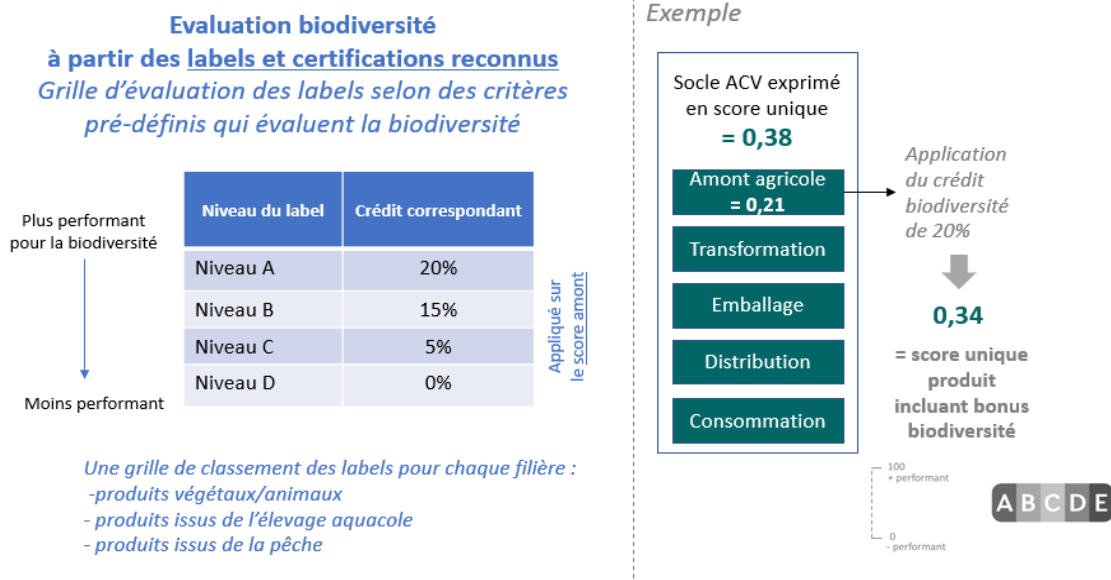 Evaluation biodiversité
à partir des labels et certifications reconnus
Grille d'évaluation des labels selon des critères
pré-définis qui évaluent la biodiversité
Plus performant
pour la biodiversité
Moins performant
Niveau du label Crédit correspondant
Niveau A 20%
Niveau B 15%
Niveau C 5%
Niveau D 0%
Appliqué sur
le score amont
Une grille de classement des labels pour chaque filière :
-produits végétaux/animaux
- produits issus de l'élevage aquacole
- produits issus de la pêche
Exemple
Socle ACV exprimé
en score unique
= 0,38
Amont agricole
= 0,21
Transformation
Emballage
Distribution
Consommation
Application
du crédit
biodiversité
de 20%
0,34
= score unique
produit
incluant bonus
biodiversité
100
+ performant
0
- performant
A B C D E